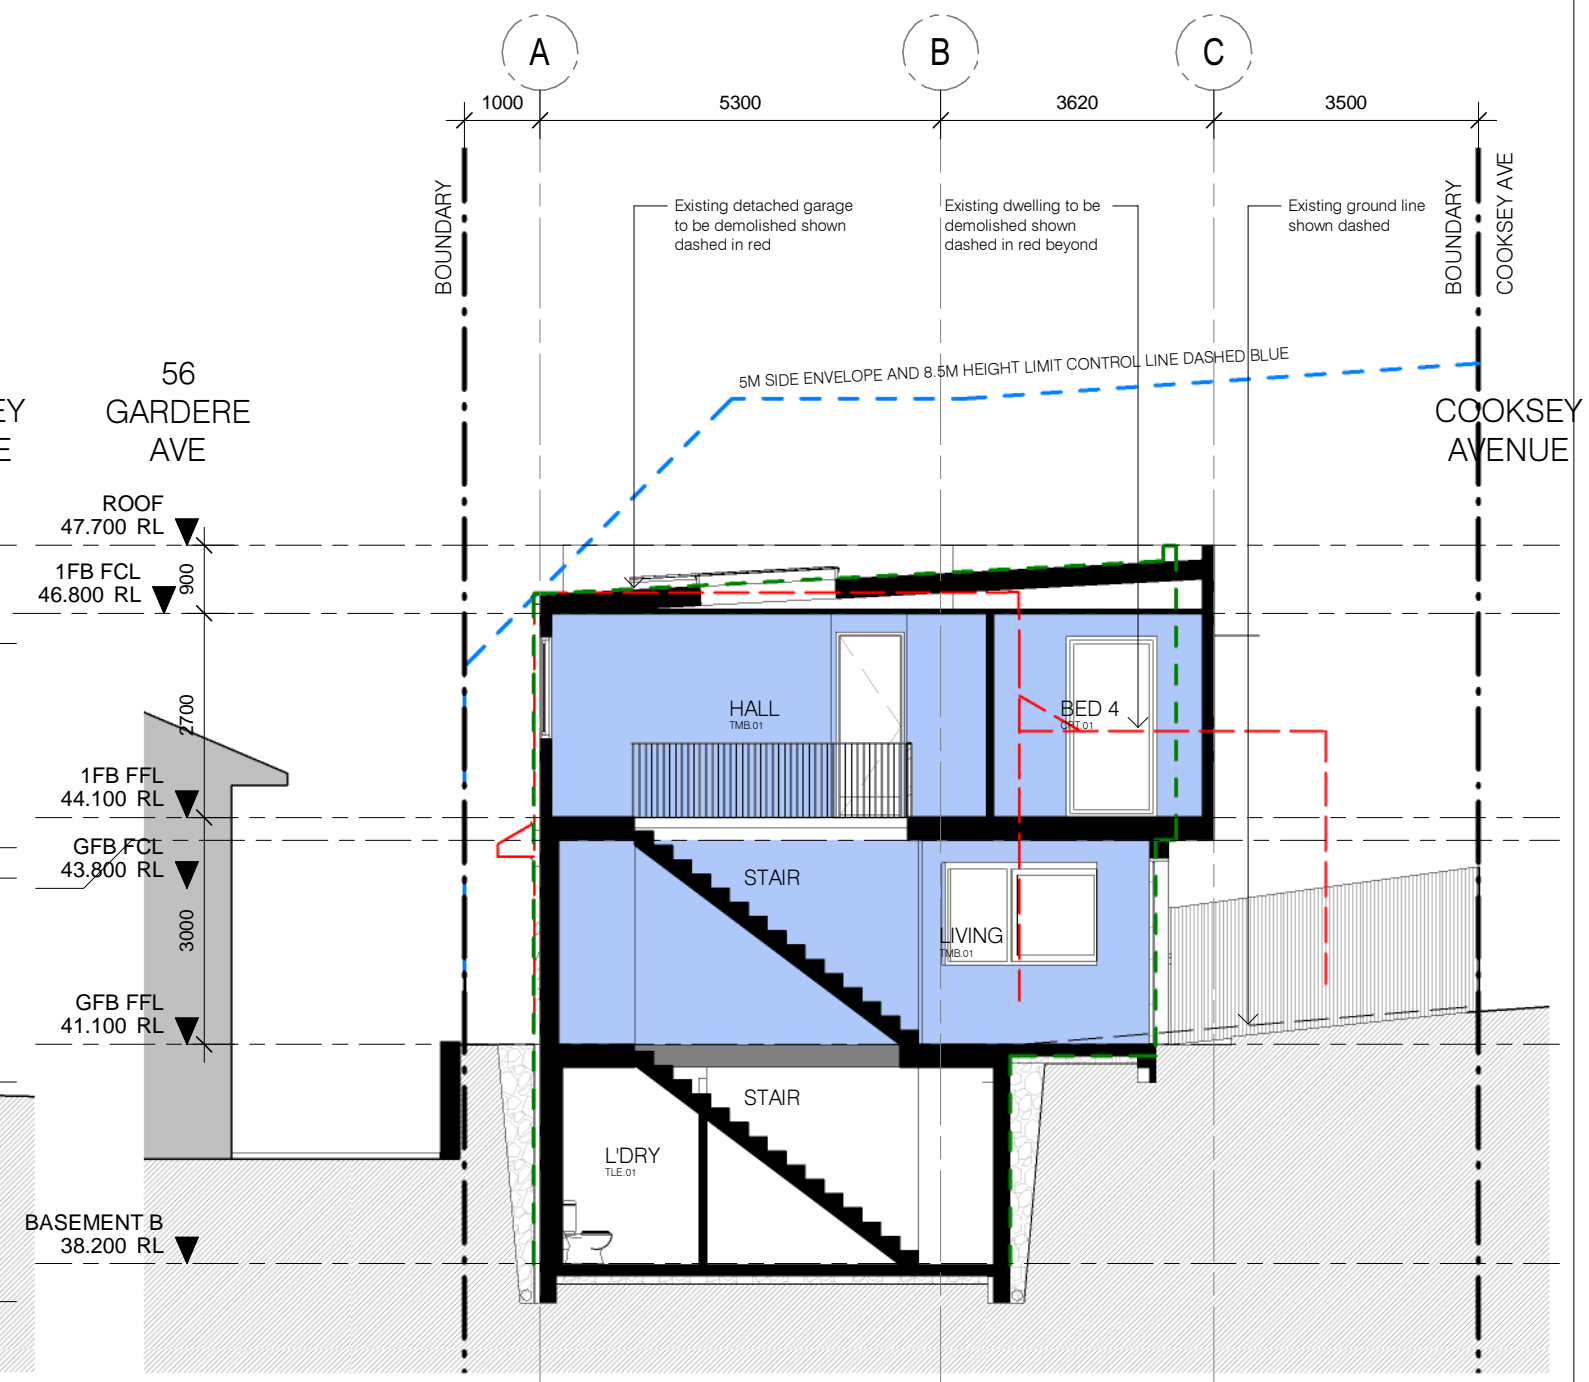 A
B
C
1000
5300
3620
3500
BOUNDARY
Existing detached garage
to be demolished shown
dashed in red
Existing dwelling to be
demolished shown
dashed in red beyond
Existing ground line
shown dashed
BOUNDARY
COOKSEY AVE
5M SIDE ENVELOPE AND 8.5M HEIGHT LIMIT CONTROL LINE DASHED BLUE
EY
E
56
GARDERE
AVE
COOKSEY
AVENUE
ROOF
47.700 RL
900
1FB FCL
46.800 RL
2700
HALL
TMB.01
BED 4
CPT.01
1FB FFL
44.100 RL
GFB FCL
43.800 RL
STAIR
3000
LIVING
TMB.01
GFB FFL
41.100 RL
STAIR
L'DRY
TLE.01
BASEMENT B
38.200 RL